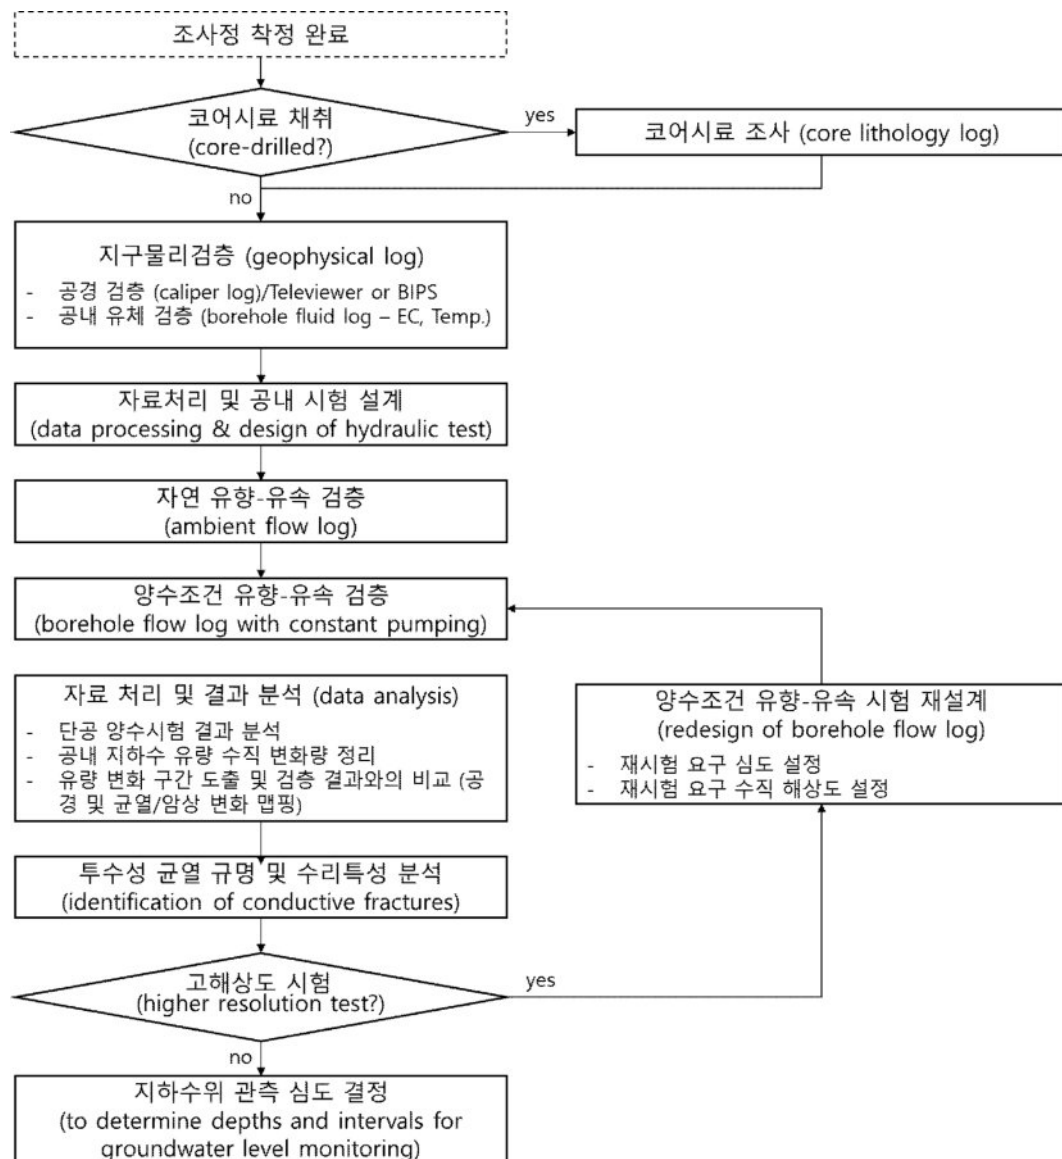 조사정 착정 완료
코어시료 채취
(core-drilled?)
yes
코어시료 조사 (core lithology log)
no
지구물리검층 (geophysical log)
- 공경 검층 (caliper log)/Televiewer or BIPS
- 공내 유체 검층 (borehole fluid log – EC, Temp.)
자료처리 및 공내 시험 설계
(data processing & design of hydraulic test)
자연 유향-유속 검층
(ambient flow log)
양수조건 유향-유속 검층
(borehole flow log with constant pumping)
자료 처리 및 결과 분석 (data analysis)
- 단공 양수시험 결과 분석
- 공내 지하수 유량 수직 변화량 정리
- 유량 변화 구간 도출 및 검층 결과와의 비교 (공
경 및 균열/암상 변화 맵핑)
양수조건 유향-유속 시험 재설계
(redesign of borehole flow log)
- 재시험 요구 심도 설정
- 재시험 요구 수직 해상도 설정
투수성 균열 규명 및 수리특성 분석
(identification of conductive fractures)
고해상도 시험
(higher resolution test?)
yes
no
지하수위 관측 심도 결정
(to determine depths and intervals for
groundwater level monitoring)